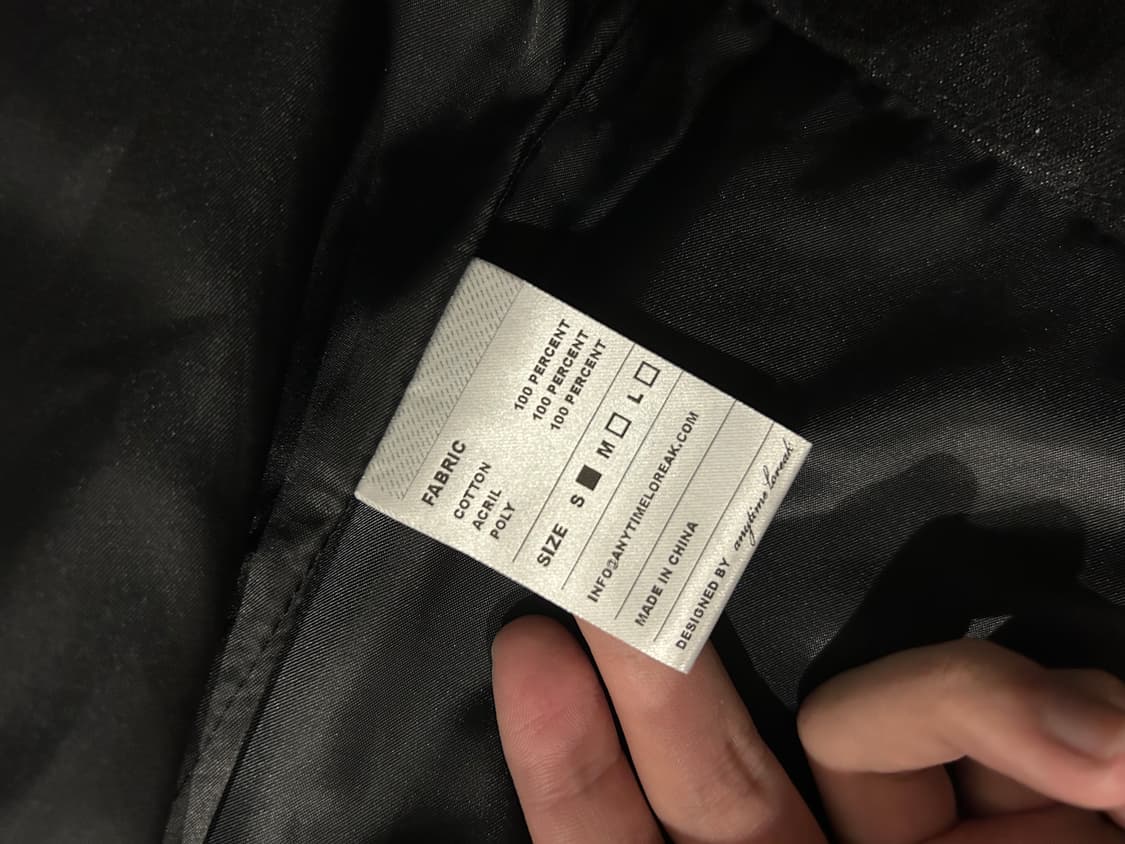 FABRIC
COTTON 100 PERCENT
ACRIL 100 PERCENT
POLY 100 PERCENT
SIZE S ■ M □ L □
INFO@ANYTIMELOREAK.COM
MADE IN CHINA
DESIGNED BY anytime loreak